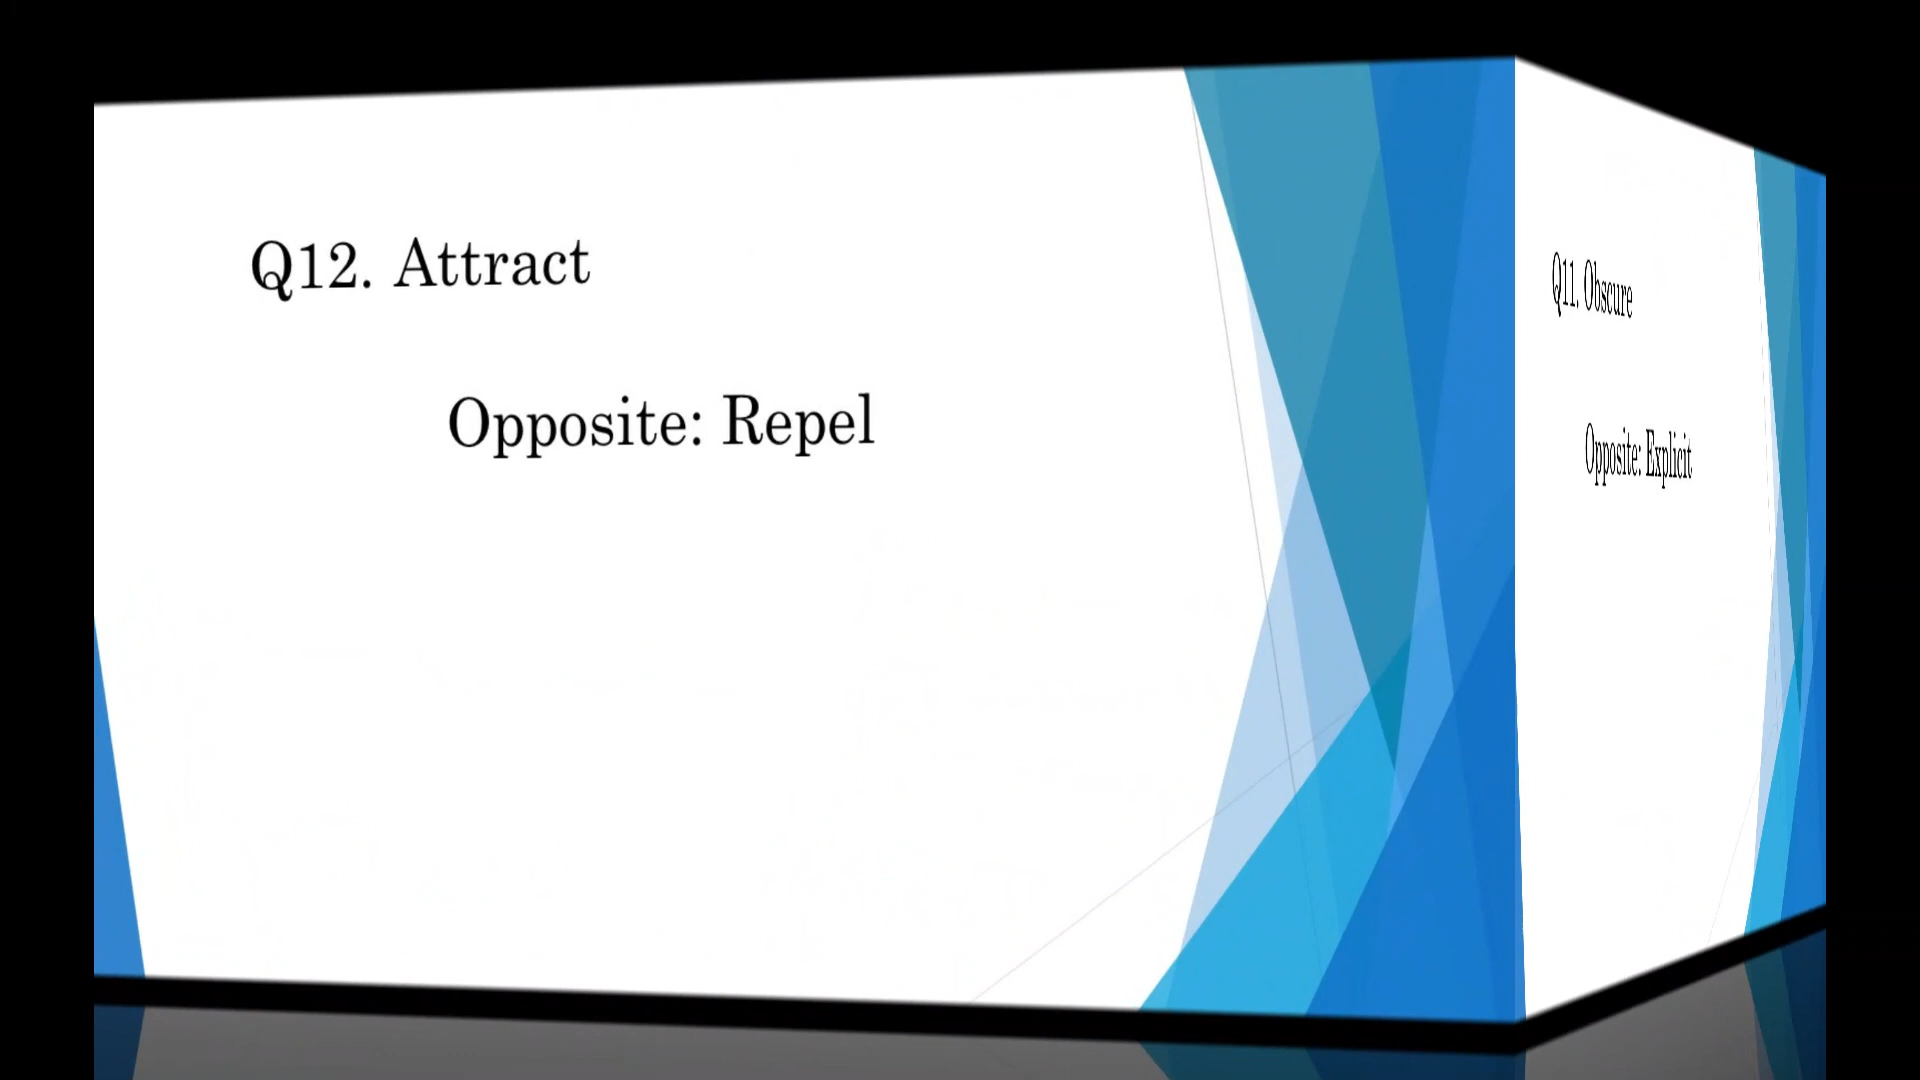 Q12. Attract
Opposite: Repel
Q11. Obscure
Opposite: Explicit